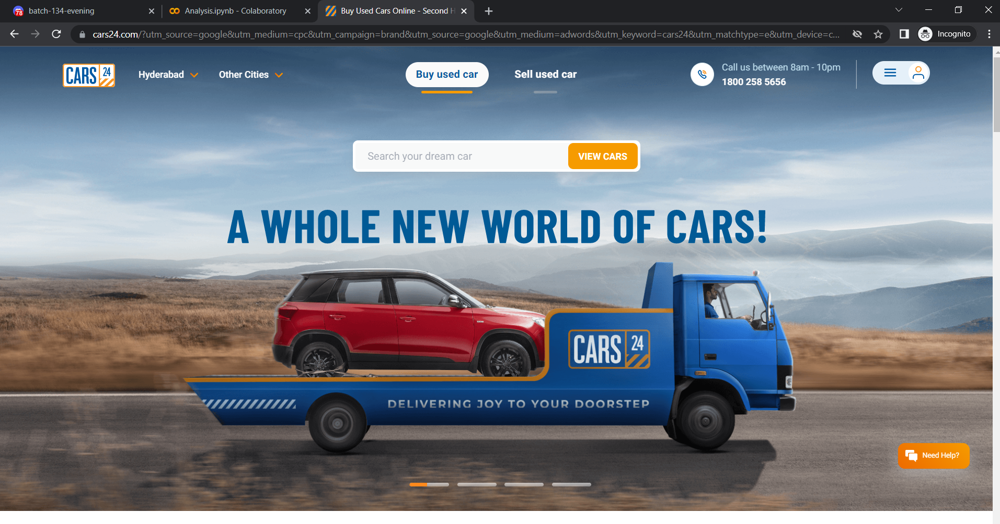 78 batch-134-evening
Analysis.ipynb - Colaboratory
Buy Used Cars Online - Second H
cars24.com/?utm_source=google&utm_medium=cpc&utm_campaign=brand&utm_source=google&utm_medium=adwords&utm_keyword=cars24&utm_matchtype=e&utm_device=c...
Incognito
CARS 24
Hyderabad
Other Cities
Buy used car
Sell used car
Call us between 8am - 10pm
1800 258 5656
Search your dream car
VIEW CARS
A WHOLE NEW WORLD OF CARS!
CARS 24
DELIVERING JOY TO YOUR DOORSTEP
Need Help?